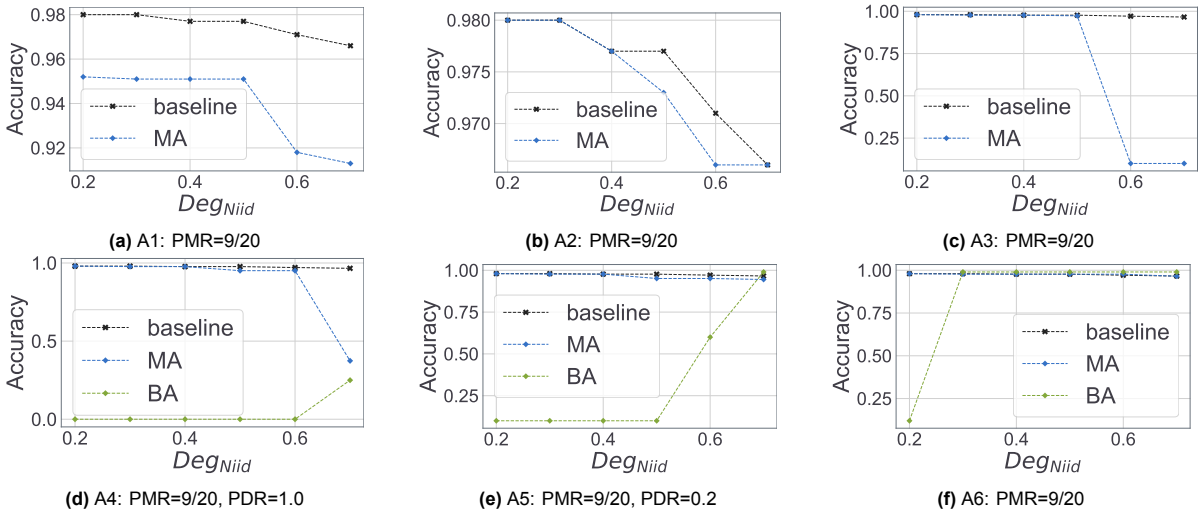 0.98
0.96
0.94
0.92
Accuracy
baseline
MA
0.2
0.4
0.6
Deg_Niid
(a) A1: PMR=9/20
0.980
0.975
0.970
Accuracy
baseline
MA
0.2
0.4
0.6
Deg_Niid
(b) A2: PMR=9/20
1.00
0.75
0.50
0.25
Accuracy
baseline
MA
0.2
0.4
0.6
Deg_Niid
(c) A3: PMR=9/20
1.0
0.5
0.0
Accuracy
baseline
MA
BA
0.2
0.4
0.6
Deg_Niid
(d) A4: PMR=9/20, PDR=1.0
1.00
0.75
0.50
0.25
Accuracy
baseline
MA
BA
0.2
0.4
0.6
Deg_Niid
(e) A5: PMR=9/20, PDR=0.2
1.00
0.75
0.50
0.25
Accuracy
baseline
MA
BA
0.2
0.4
0.6
Deg_Niid
(f) A6: PMR=9/20